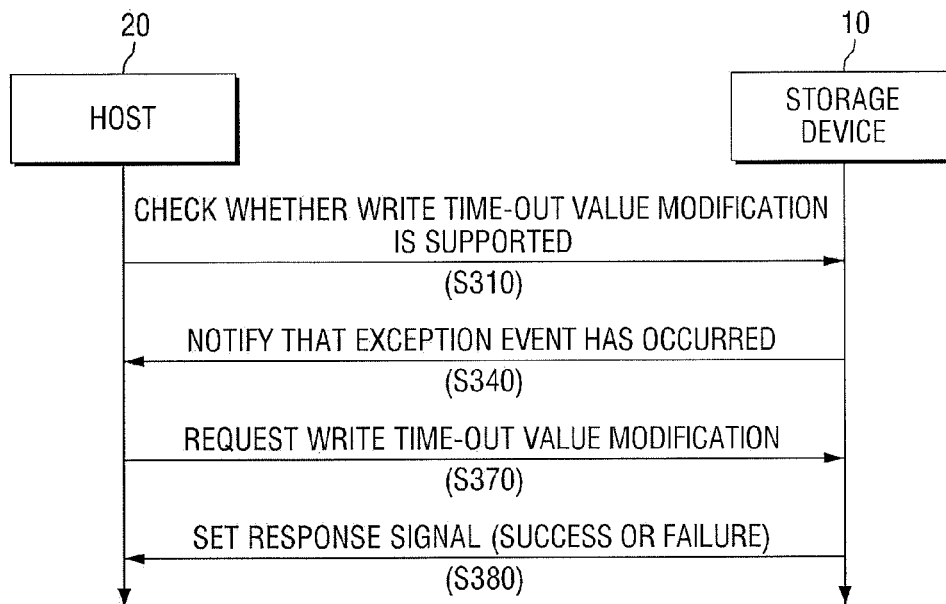 20
10
HOST
STORAGE
DEVICE
CHECK WHETHER WRITE TIME-OUT VALUE MODIFICATION
IS SUPPORTED
(S310)
NOTIFY THAT EXCEPTION EVENT HAS OCCURRED
(S340)
REQUEST WRITE TIME-OUT VALUE MODIFICATION
(S370)
SET RESPONSE SIGNAL (SUCCESS OR FAILURE)
(S380)